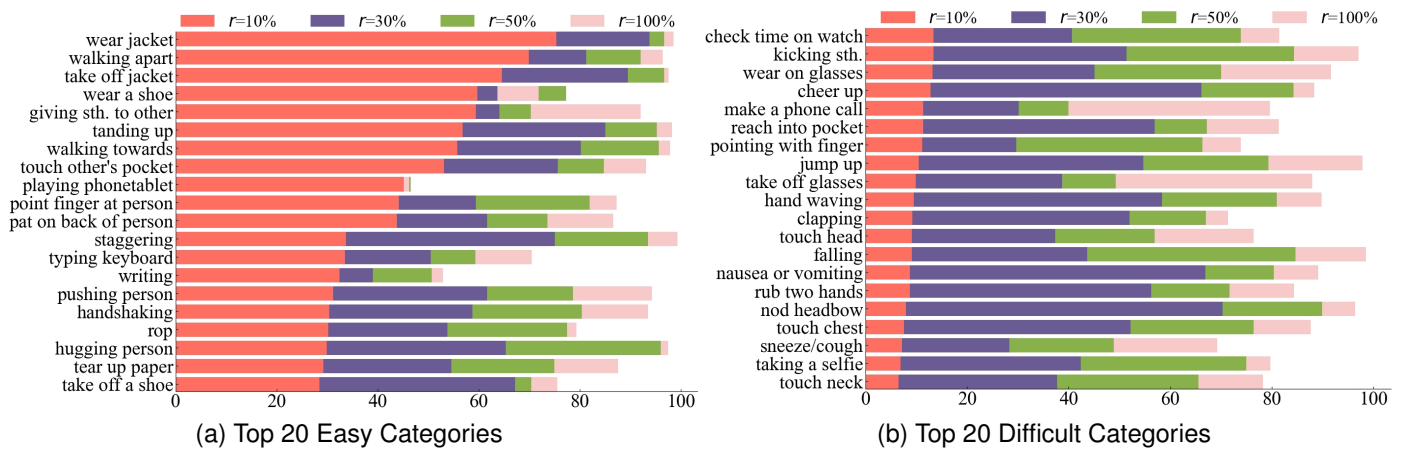 r=10% r=30% r=50% r=100%
wear jacket
walking apart
take off jacket
wear a shoe
giving sth. to other
tanding up
walking towards
touch other's pocket
playing phonetablet
point finger at person
pat on back of person
staggering
typing keyboard
writing
pushing person
handshaking
rop
hugging person
tear up paper
take off a shoe
0 20 40 60 80 100
(a) Top 20 Easy Categories
r=10% r=30% r=50% r=100%
check time on watch
kicking sth.
wear on glasses
cheer up
make a phone call
reach into pocket
pointing with finger
jump up
take off glasses
hand waving
clapping
touch head
falling
nausea or vomiting
rub two hands
nod headbow
touch chest
sneeze/cough
taking a selfie
touch neck
0 20 40 60 80 100
(b) Top 20 Difficult Categories